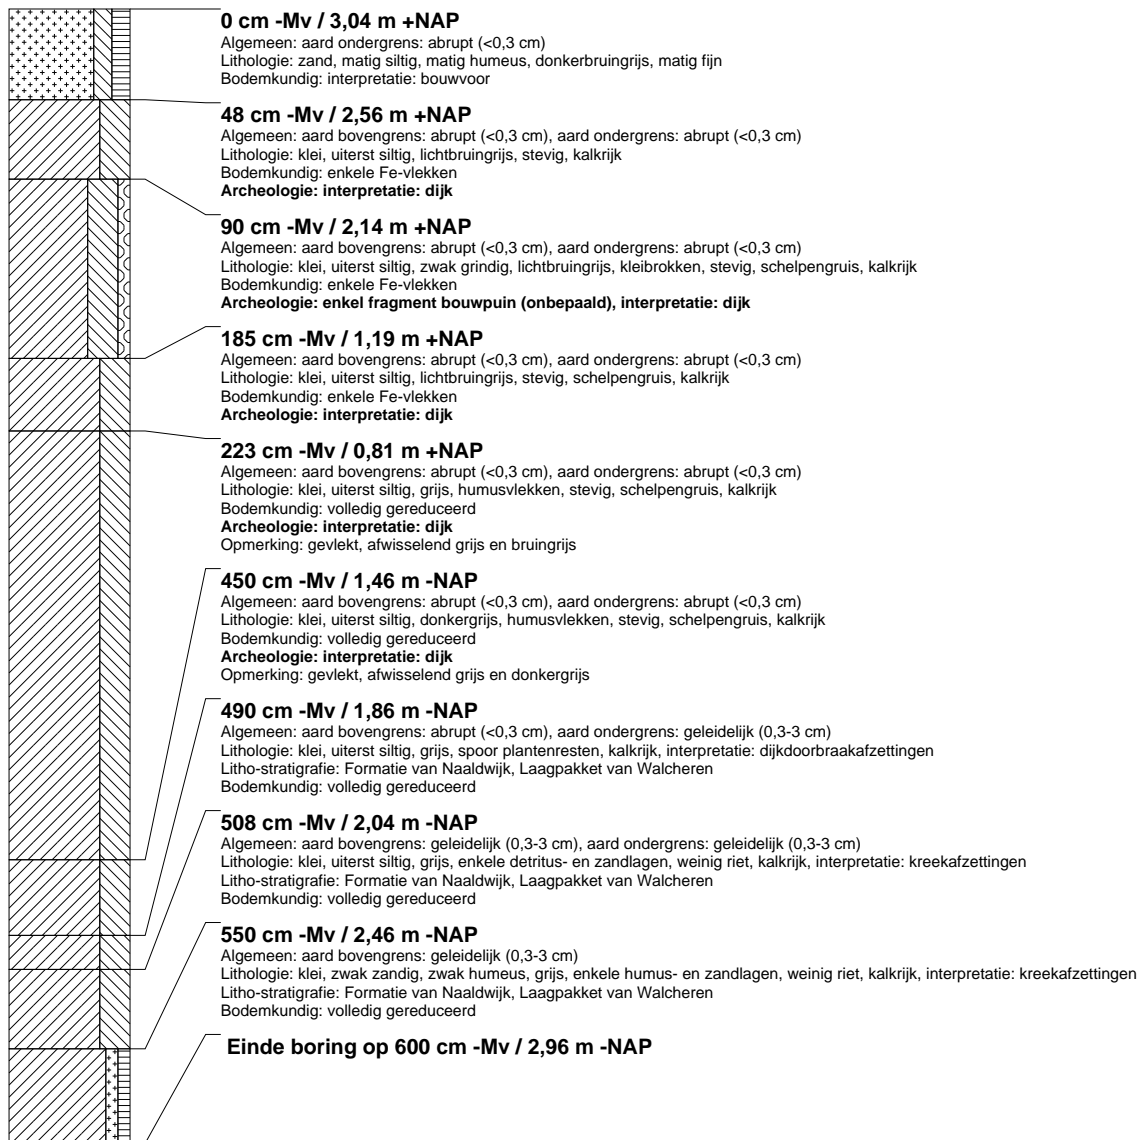 0 cm -Mv / 3,04 m +NAP
Algemeen: aard ondergrens: abrupt (<0,3 cm)
Lithologie: zand, matig siltig, matig humeus, donkerbruingrijs, matig fijn
Bodemkundig: interpretatie: bouwvoor
48 cm -Mv / 2,56 m +NAP
Algemeen: aard bovengrens: abrupt (<0,3 cm), aard ondergrens: abrupt (<0,3 cm)
Lithologie: klei, uiterst siltig, lichtbruingrijs, stevig, kalkrijk
Bodemkundig: enkele Fe-vlekken
Archeologie: interpretatie: dijk
90 cm -Mv / 2,14 m +NAP
Algemeen: aard bovengrens: abrupt (<0,3 cm), aard ondergrens: abrupt (<0,3 cm)
Lithologie: klei, uiterst siltig, zwak grindig, lichtbruingrijs, kleibrokken, stevig, schelpengruis, kalkrijk
Bodemkundig: enkele Fe-vlekken
Archeologie: enkel fragment bouwpuin (onbepaald), interpretatie: dijk
185 cm -Mv / 1,19 m +NAP
Algemeen: aard bovengrens: abrupt (<0,3 cm), aard ondergrens: abrupt (<0,3 cm)
Lithologie: klei, uiterst siltig, lichtbruingrijs, stevig, schelpengruis, kalkrijk
Bodemkundig: enkele Fe-vlekken
Archeologie: interpretatie: dijk
223 cm -Mv / 0,81 m +NAP
Algemeen: aard bovengrens: abrupt (<0,3 cm), aard ondergrens: abrupt (<0,3 cm)
Lithologie: klei, uiterst siltig, grijs, humusvlekken, stevig, schelpengruis, kalkrijk
Bodemkundig: volledig gereduceerd
Archeologie: interpretatie: dijk
Opmerking: gevlekt, afwisselend grijs en bruingrijs
450 cm -Mv / 1,46 m -NAP
Algemeen: aard bovengrens: abrupt (<0,3 cm), aard ondergrens: abrupt (<0,3 cm)
Lithologie: klei, uiterst siltig, donkergrijs, humusvlekken, stevig, schelpengruis, kalkrijk
Bodemkundig: volledig gereduceerd
Archeologie: interpretatie: dijk
Opmerking: gevlekt, afwisselend grijs en donkergrijs
490 cm -Mv / 1,86 m -NAP
Algemeen: aard bovengrens: abrupt (<0,3 cm), aard ondergrens: geleidelijk (0,3-3 cm)
Lithologie: klei, uiterst siltig, grijs, spoor plantenresten, kalkrijk, interpretatie: dijkdoorbraakafzettingen
Litho-stratigrafie: Formatie van Naaldwijk, Laagpakket van Walcheren
Bodemkundig: volledig gereduceerd
508 cm -Mv / 2,04 m -NAP
Algemeen: aard bovengrens: geleidelijk (0,3-3 cm), aard ondergrens: geleidelijk (0,3-3 cm)
Lithologie: klei, uiterst siltig, grijs, enkele detritus- en zandlagen, weinig riet, kalkrijk, interpretatie: kreekafzettingen
Litho-stratigrafie: Formatie van Naaldwijk, Laagpakket van Walcheren
Bodemkundig: volledig gereduceerd
550 cm -Mv / 2,46 m -NAP
Algemeen: aard bovengrens: geleidelijk (0,3-3 cm)
Lithologie: klei, zwak zandig, zwak humeus, grijs, enkele humus- en zandlagen, weinig riet, kalkrijk, interpretatie: kreekafzettingen
Litho-stratigrafie: Formatie van Naaldwijk, Laagpakket van Walcheren
Bodemkundig: volledig gereduceerd
Einde boring op 600 cm -Mv / 2,96 m -NAP